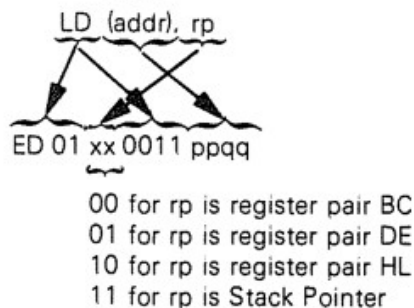 LD (addr), rp
ED 01 xx 0011 ppqq
00 for rp is register pair BC
01 for rp is register pair DE
10 for rp is register pair HL
11 for rp is Stack Pointer